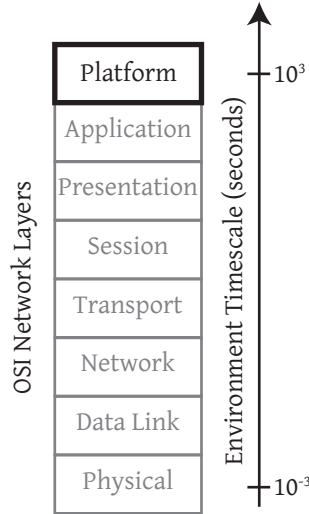 Platform
Application
Presentation
Session
Transport
Network
Data Link
Physical
OSI Network Layers
Environment Timescale (seconds)
10³
10⁻³